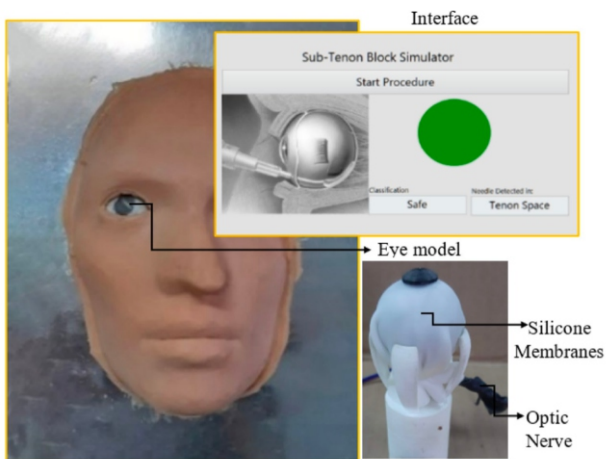 Interface
Sub-Tenon Block Simulator
Start Procedure
Classification
Needle Detected In:
Safe
Tenon Space
Eye model
Silicone
Membranes
Optic
Nerve